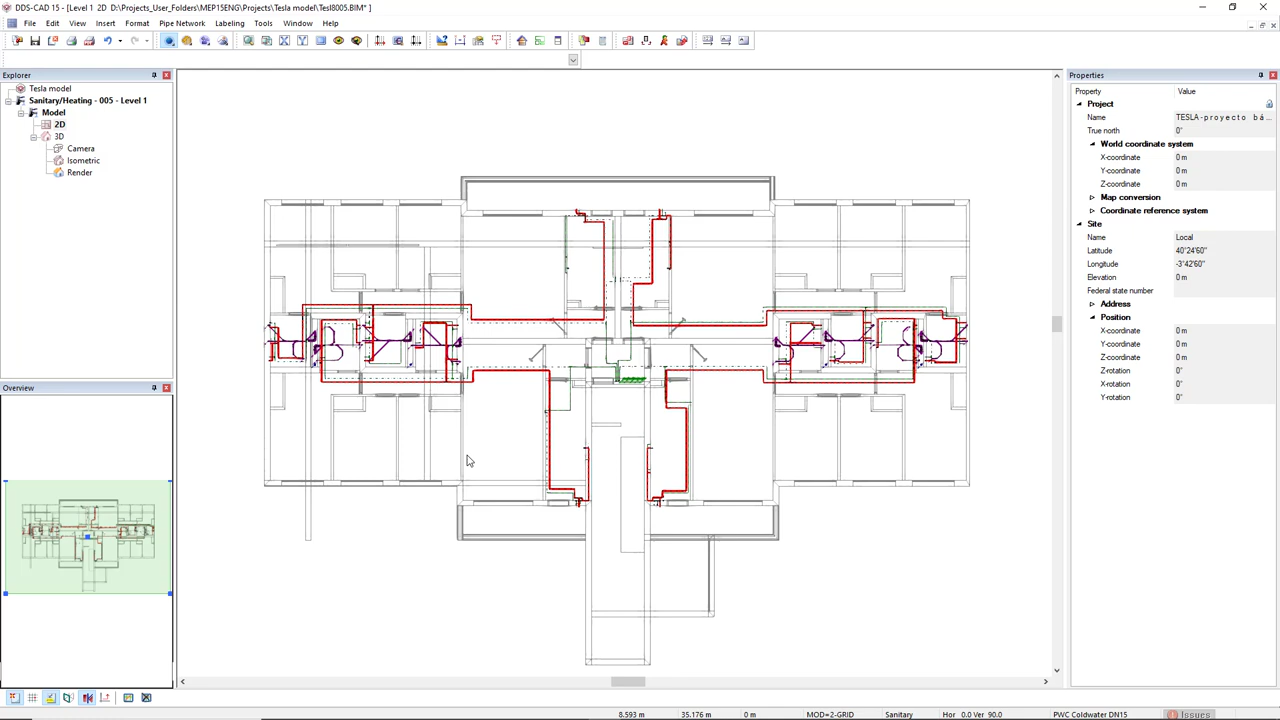 DDS-CAD 15 - [Level 1  2D  D:\Projects_User_Folders\MEP15ENG\Projects\Tesla model\Tesl8005.BIM* ]
File Edit View Insert Format Pipe Network Labeling Tools Window Help
Explorer
Tesla model
Sanitary/Heating - 005 - Level 1
Model
2D
3D
Camera
Isometric
Render
Overview
Properties
Property Value
Project
Name TESLA-proyecto bá...
True north 0°
World coordinate system
X-coordinate 0 m
Y-coordinate 0 m
Z-coordinate 0 m
Map conversion
Coordinate reference system
Site
Name Local
Latitude 40°24'60"
Longitude -3°42'60"
Elevation 0 m
Federal state number
Address
Position
X-coordinate 0 m
Y-coordinate 0 m
Z-coordinate 0 m
Z-rotation 0°
X-rotation 0°
Y-rotation 0°
8.593 m 35.176 m 0 m MOD=2-GRID Sanitary Hor 0.0 Ver 90.0 PWC Coldwater DN15 Issues